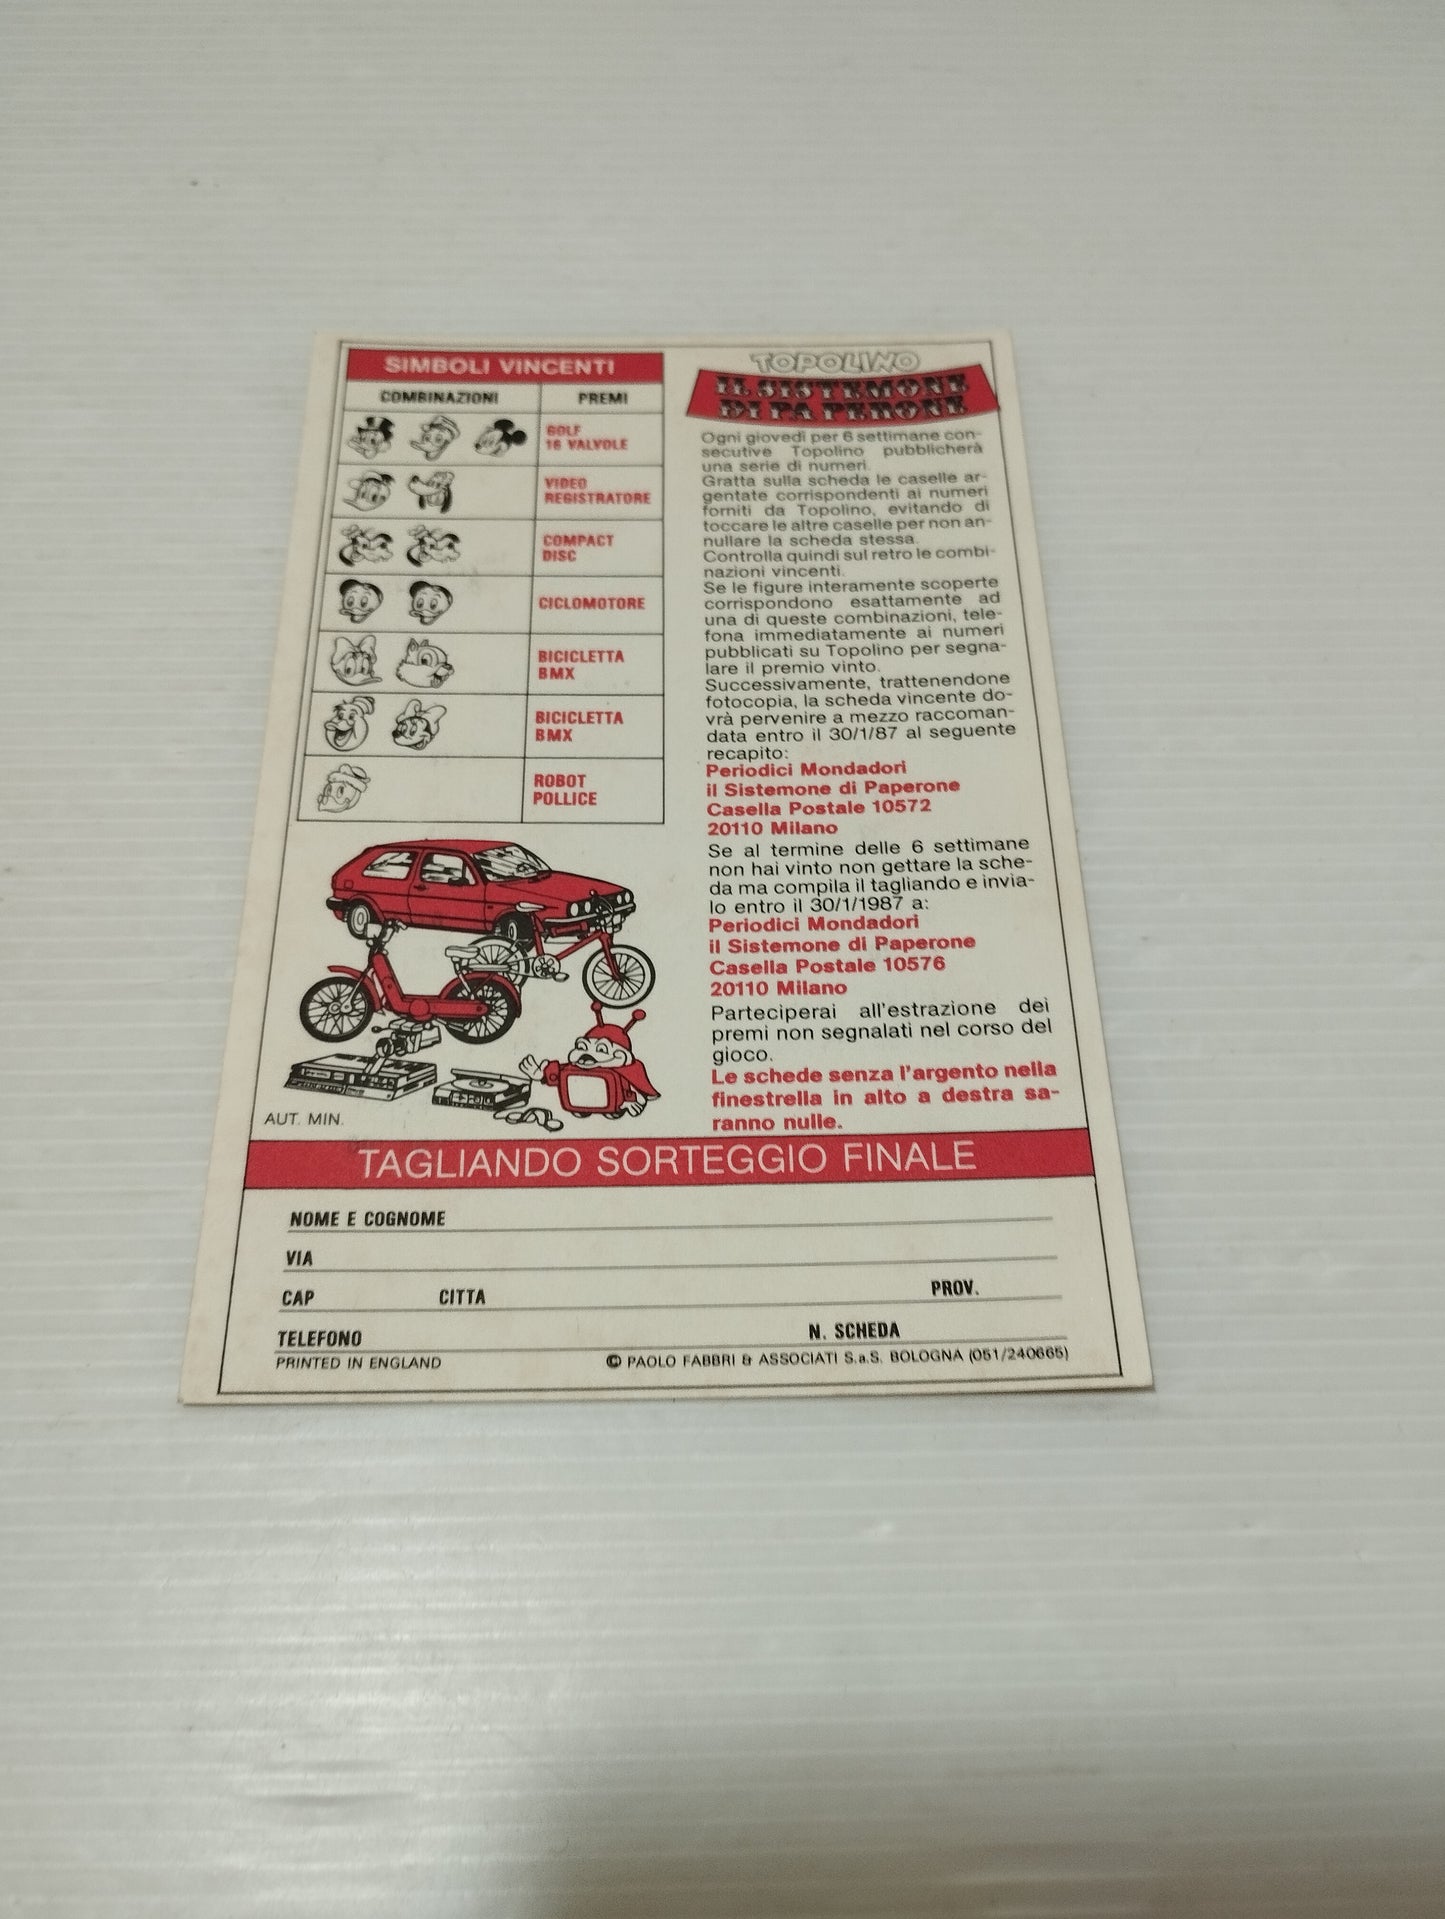 SIMBOLI VINCENTI
COMBINAZIONI PREMI
GOLF
16 VALVOLE
VIDEO
REGISTRATORE
COMPACT
DISC
CICLOMOTORE
BICICLETTA
BMX
BICICLETTA
BMX
ROBOT
POLLICE
AUT. MIN.
TOPOLINO
IL SISTEMONE
DI PAPERONE
Ogni giovedì per 6 settimane con-
secutive Topolino pubblicherà
una serie di numeri.
Gratta sulla scheda le caselle ar-
gentate corrispondenti ai numeri
forniti da Topolino, evitando di
toccare le altre caselle per non an-
nullare la scheda stessa.
Controlla quindi sul retro le combi-
nazioni vincenti.
Se le figure interamente scoperte
corrispondono esattamente ad
una di queste combinazioni, tele-
fona immediatamente ai numeri
pubblicati su Topolino per segna-
lare il premio vinto.
Successivamente, trattenendone
fotocopia, la scheda vincente do-
vrà pervenire a mezzo raccoman-
data entro il 30/1/87 al seguente
recapito:
Periodici Mondadori
il Sistemone di Paperone
Casella Postale 10572
20110 Milano
Se al termine delle 6 settimane
non hai vinto non gettare la sche-
da ma compila il tagliando e invia-
lo entro il 30/1/1987 a:
Periodici Mondadori
il Sistemone di Paperone
Casella Postale 10576
20110 Milano
Parteciperai all'estrazione dei
premi non segnalati nel corso del
gioco.
Le schede senza l'argento nella
finestrella in alto a destra sa-
ranno nulle.
TAGLIANDO SORTEGGIO FINALE
NOME E COGNOME
VIA
CAP CITTA PROV.
TELEFONO N. SCHEDA
PRINTED IN ENGLAND © PAOLO FABBRI & ASSOCIATI S.a.S. BOLOGNA (051/240665)